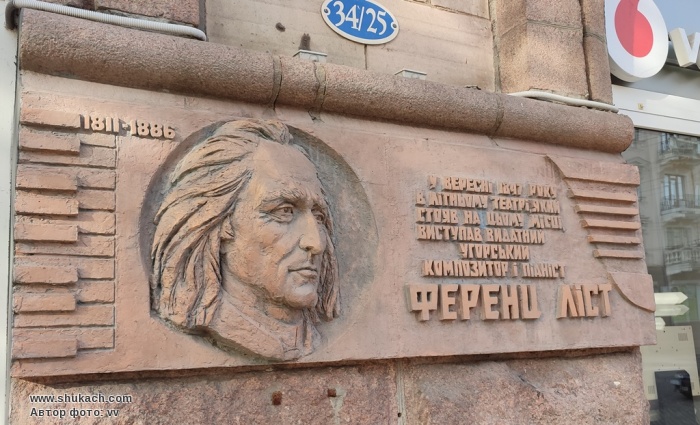 34/25
1811-1886
У ВЕРЕСНІ 1847 РОКУ
В МІТНЬОМУ ТЕАТРІ, ЯКИЙ
СТОЯВ НА ЦЬОМУ МІСЦІ,
ВИСТУПАВ ВИДАТНИЙ
УГОРСЬКИЙ
КОМПОЗИТОР І ПІАНІСТ
ФЕРЕНЦ ЛІСТ
www.shukach.com
Автор фото: vv